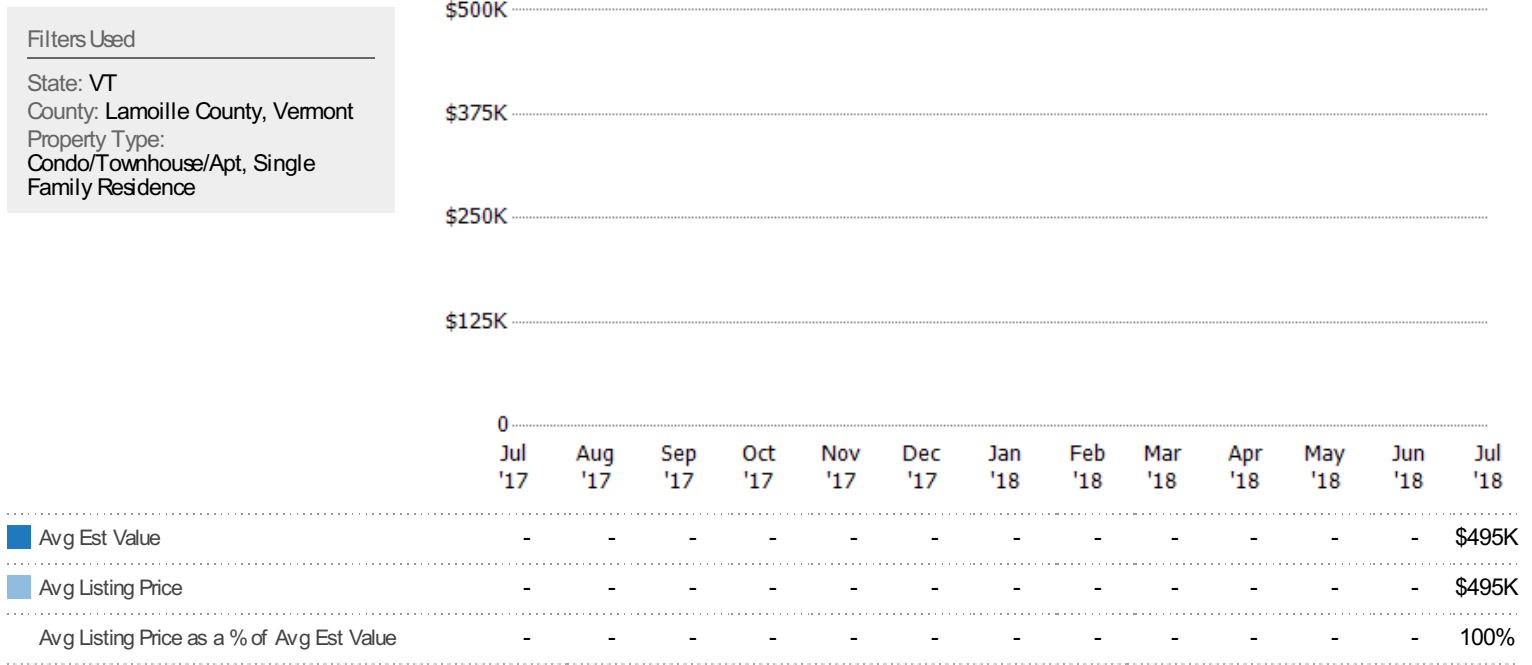 Filters Used
State: VT
County: Lamoille County, Vermont
Property Type:
Condo/Townhouse/Apt, Single
Family Residence
$500K
$375K
$250K
$125K
0
Jul Aug Sep Oct Nov Dec Jan Feb Mar Apr May Jun Jul
'17 '17 '17 '17 '17 '17 '18 '18 '18 '18 '18 '18 '18
Avg Est Value - - - - - - - - - - - - $495K
Avg Listing Price - - - - - - - - - - - - $495K
Avg Listing Price as a % of Avg Est Value - - - - - - - - - - - - 100%